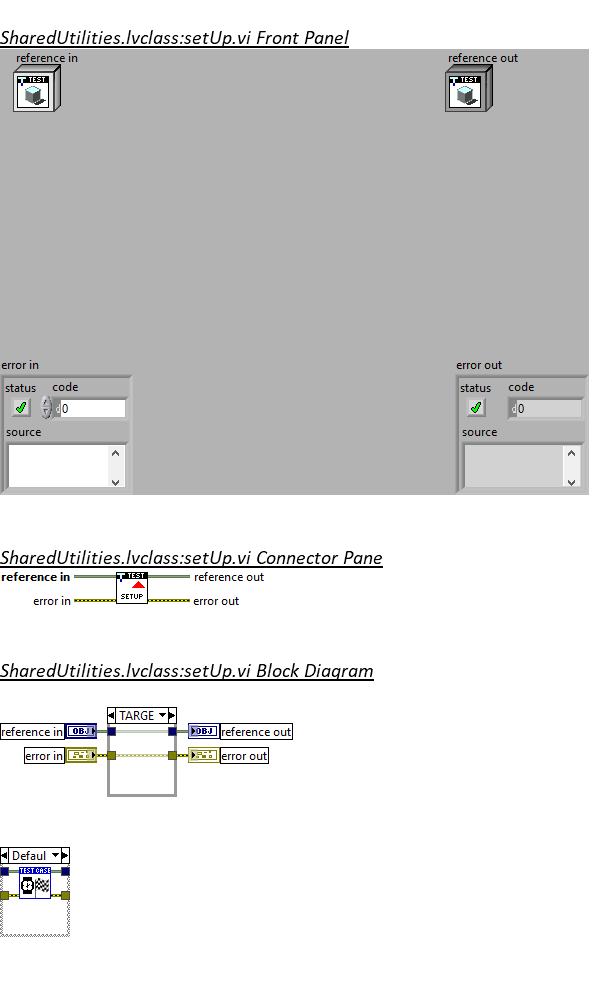 SharedUtilities.lvclass:setUp.vi Front Panel
reference in
reference out
TEST
TEST
error in
error out
status code
status code
d0
d0
source
source
SharedUtilities.lvclass:setUp.vi Connector Pane
reference in TEST reference out
error in SETUP error out
SharedUtilities.lvclass:setUp.vi Block Diagram
TARGE
reference in OBJ OBJ reference out
error in error out
Defaul
TEST CASE